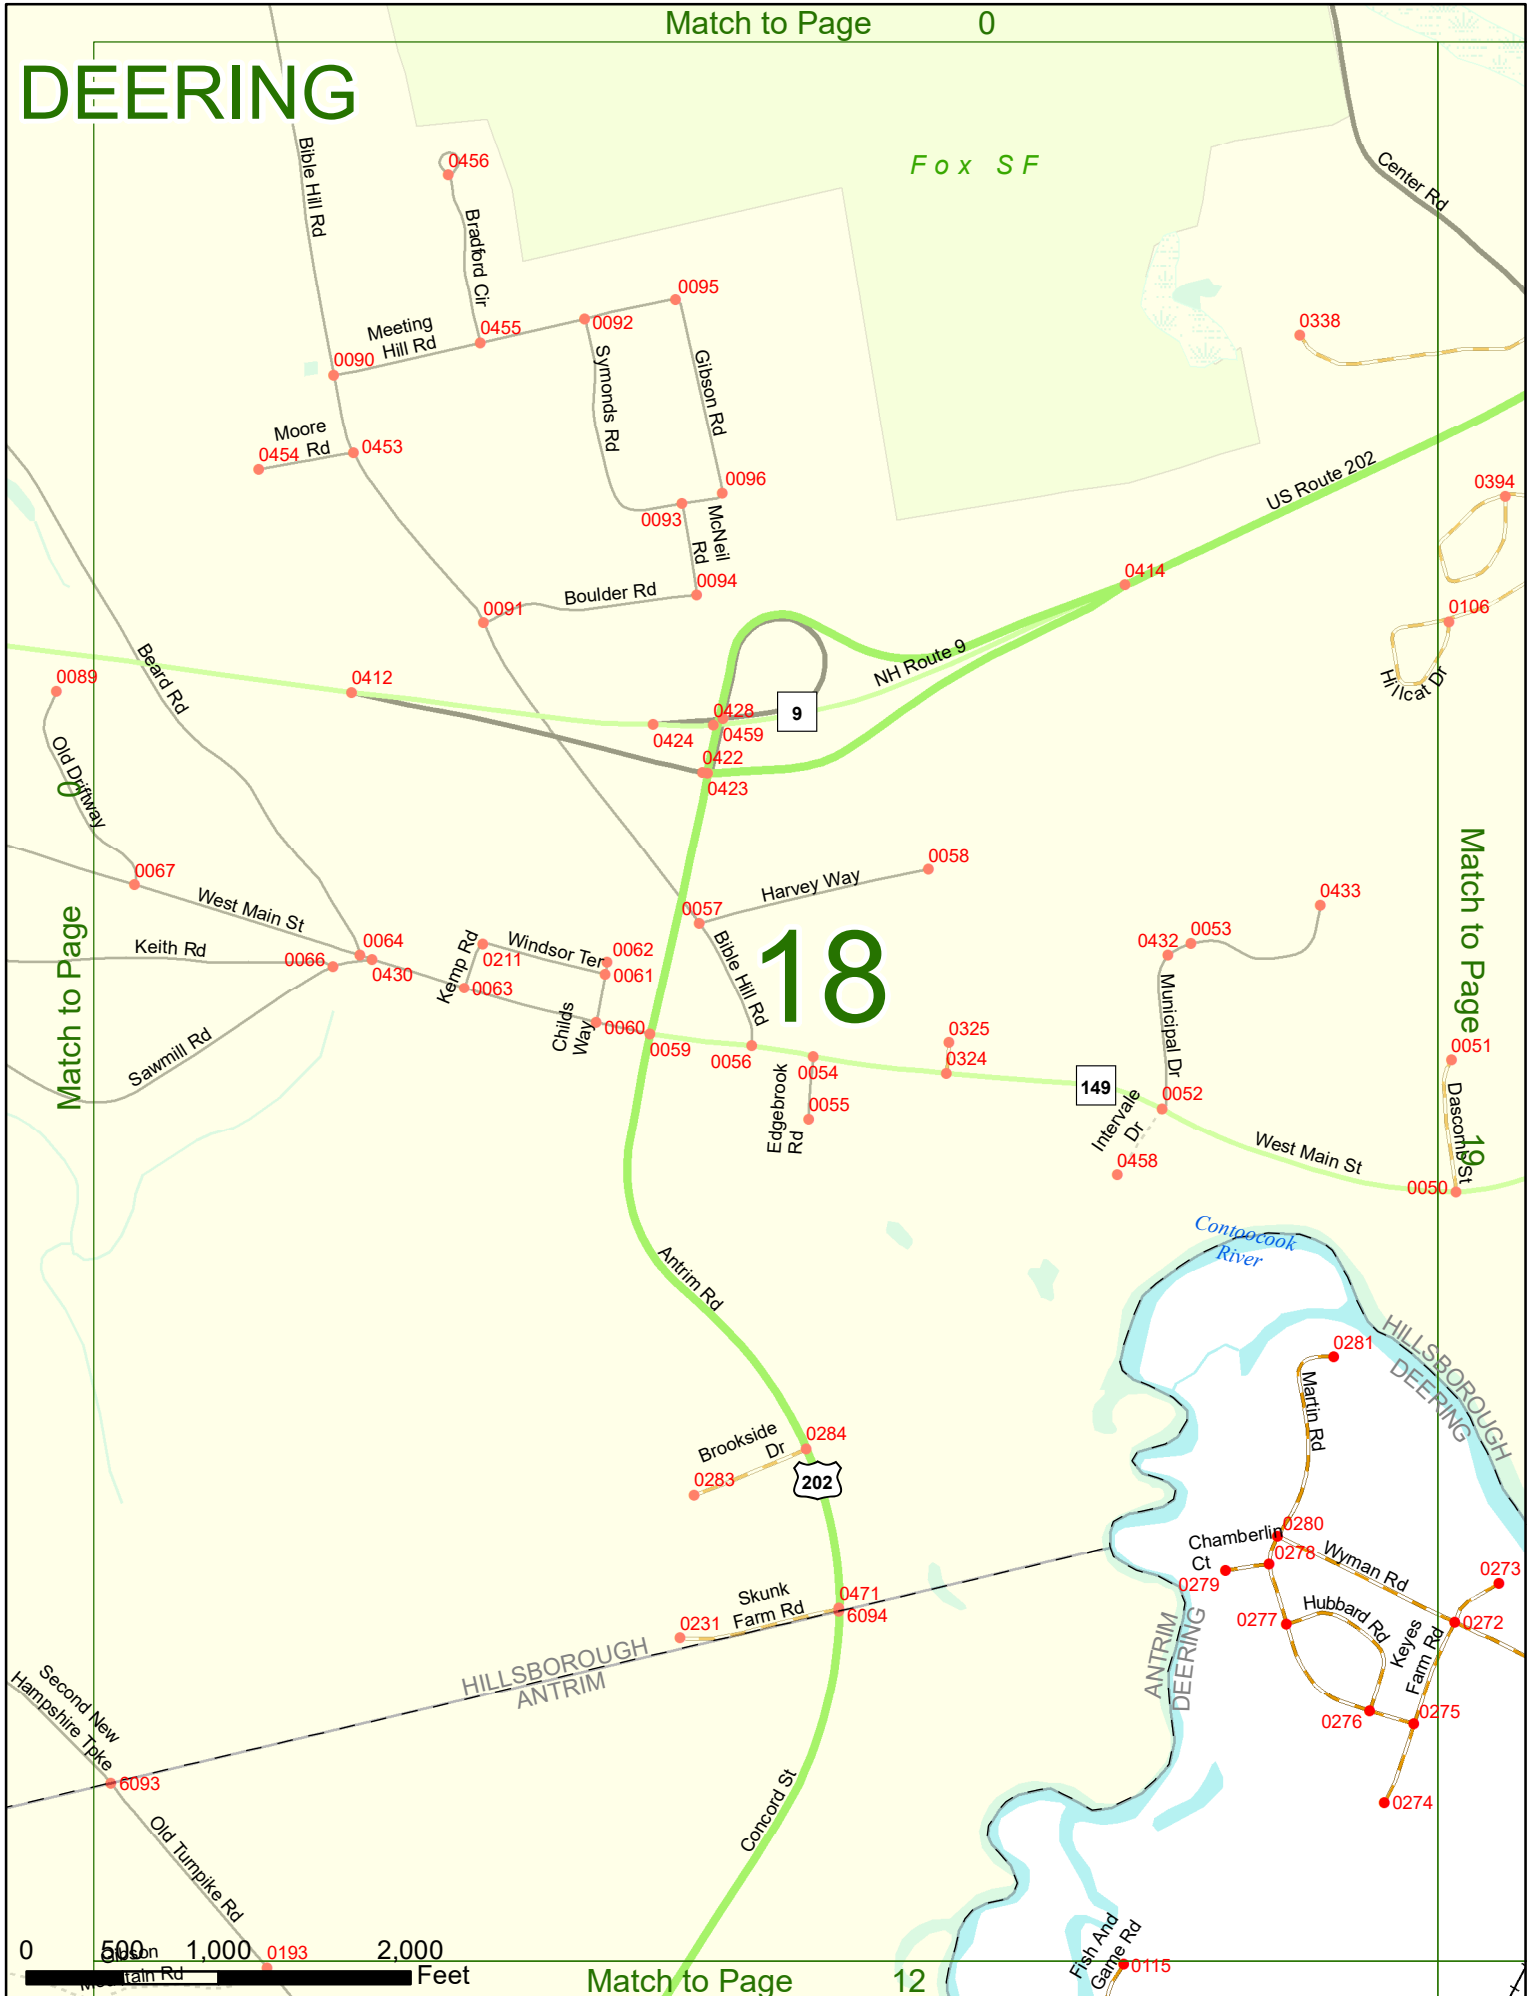 Match to Page 0
DEERING
Fox SF
Center Rd
Bible Hill Rd
0456
Bradford Cir
0095
0092
0455
Meeting
Hill Rd
0090
0338
Symonds Rd
Gibson Rd
Moore
Rd
0454
0453
US Route 202
0096
0394
0093
McNeil
Rd
0094
0414
Boulder Rd
0091
0106
Hillcat Dr
Beard Rd
NH Route 9
0089
0412
0428
9
0459
0424
0422
0423
Old Driftway
0
Match to Page
0067
0058
Harvey Way
0433
Match to Page
19
West Main St
0057
0053
0432
Keith Rd
0064
0066
0430
Kemp Rd
Windsor Ter
0211
0062
0061
0063
Bible Hill Rd
18
Municipal Dr
Childs
Way
0060
0059
0056
0325
0324
0054
0051
Sawmill Rd
Edgebrook
Rd
0055
149
0052
Intervale
Dr
Dascomb St
0458
West Main St
0050
Contoocook
River
Antrim Rd
HILLSBOROUGH
DEERING
0281
Martin Rd
Brookside
Dr
0284
0283
202
Chamberlin
Ct
0280
0278
0279
Wyman Rd
0273
Skunk
Farm Rd
0471
6094
0231
0277
Hubbard Rd
Keyes
Farm Rd
0272
HILLSBOROUGH
ANTRIM
ANTRIM
DEERING
Second New
Hampshire Tpke
0276
0275
6093
0274
Old Turnpike Rd
Concord St
0193
Gibson
Mountain Rd
0 500 1,000 2,000
Feet
Fish And
Game Rd
0115
Match to Page 12